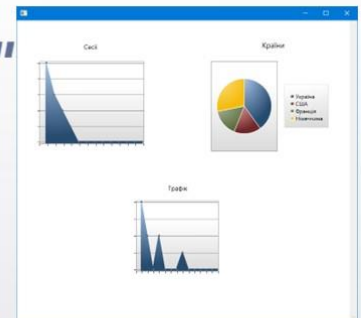 Сесії
Країни
Україна
США
Франція
Німеччина
Графи